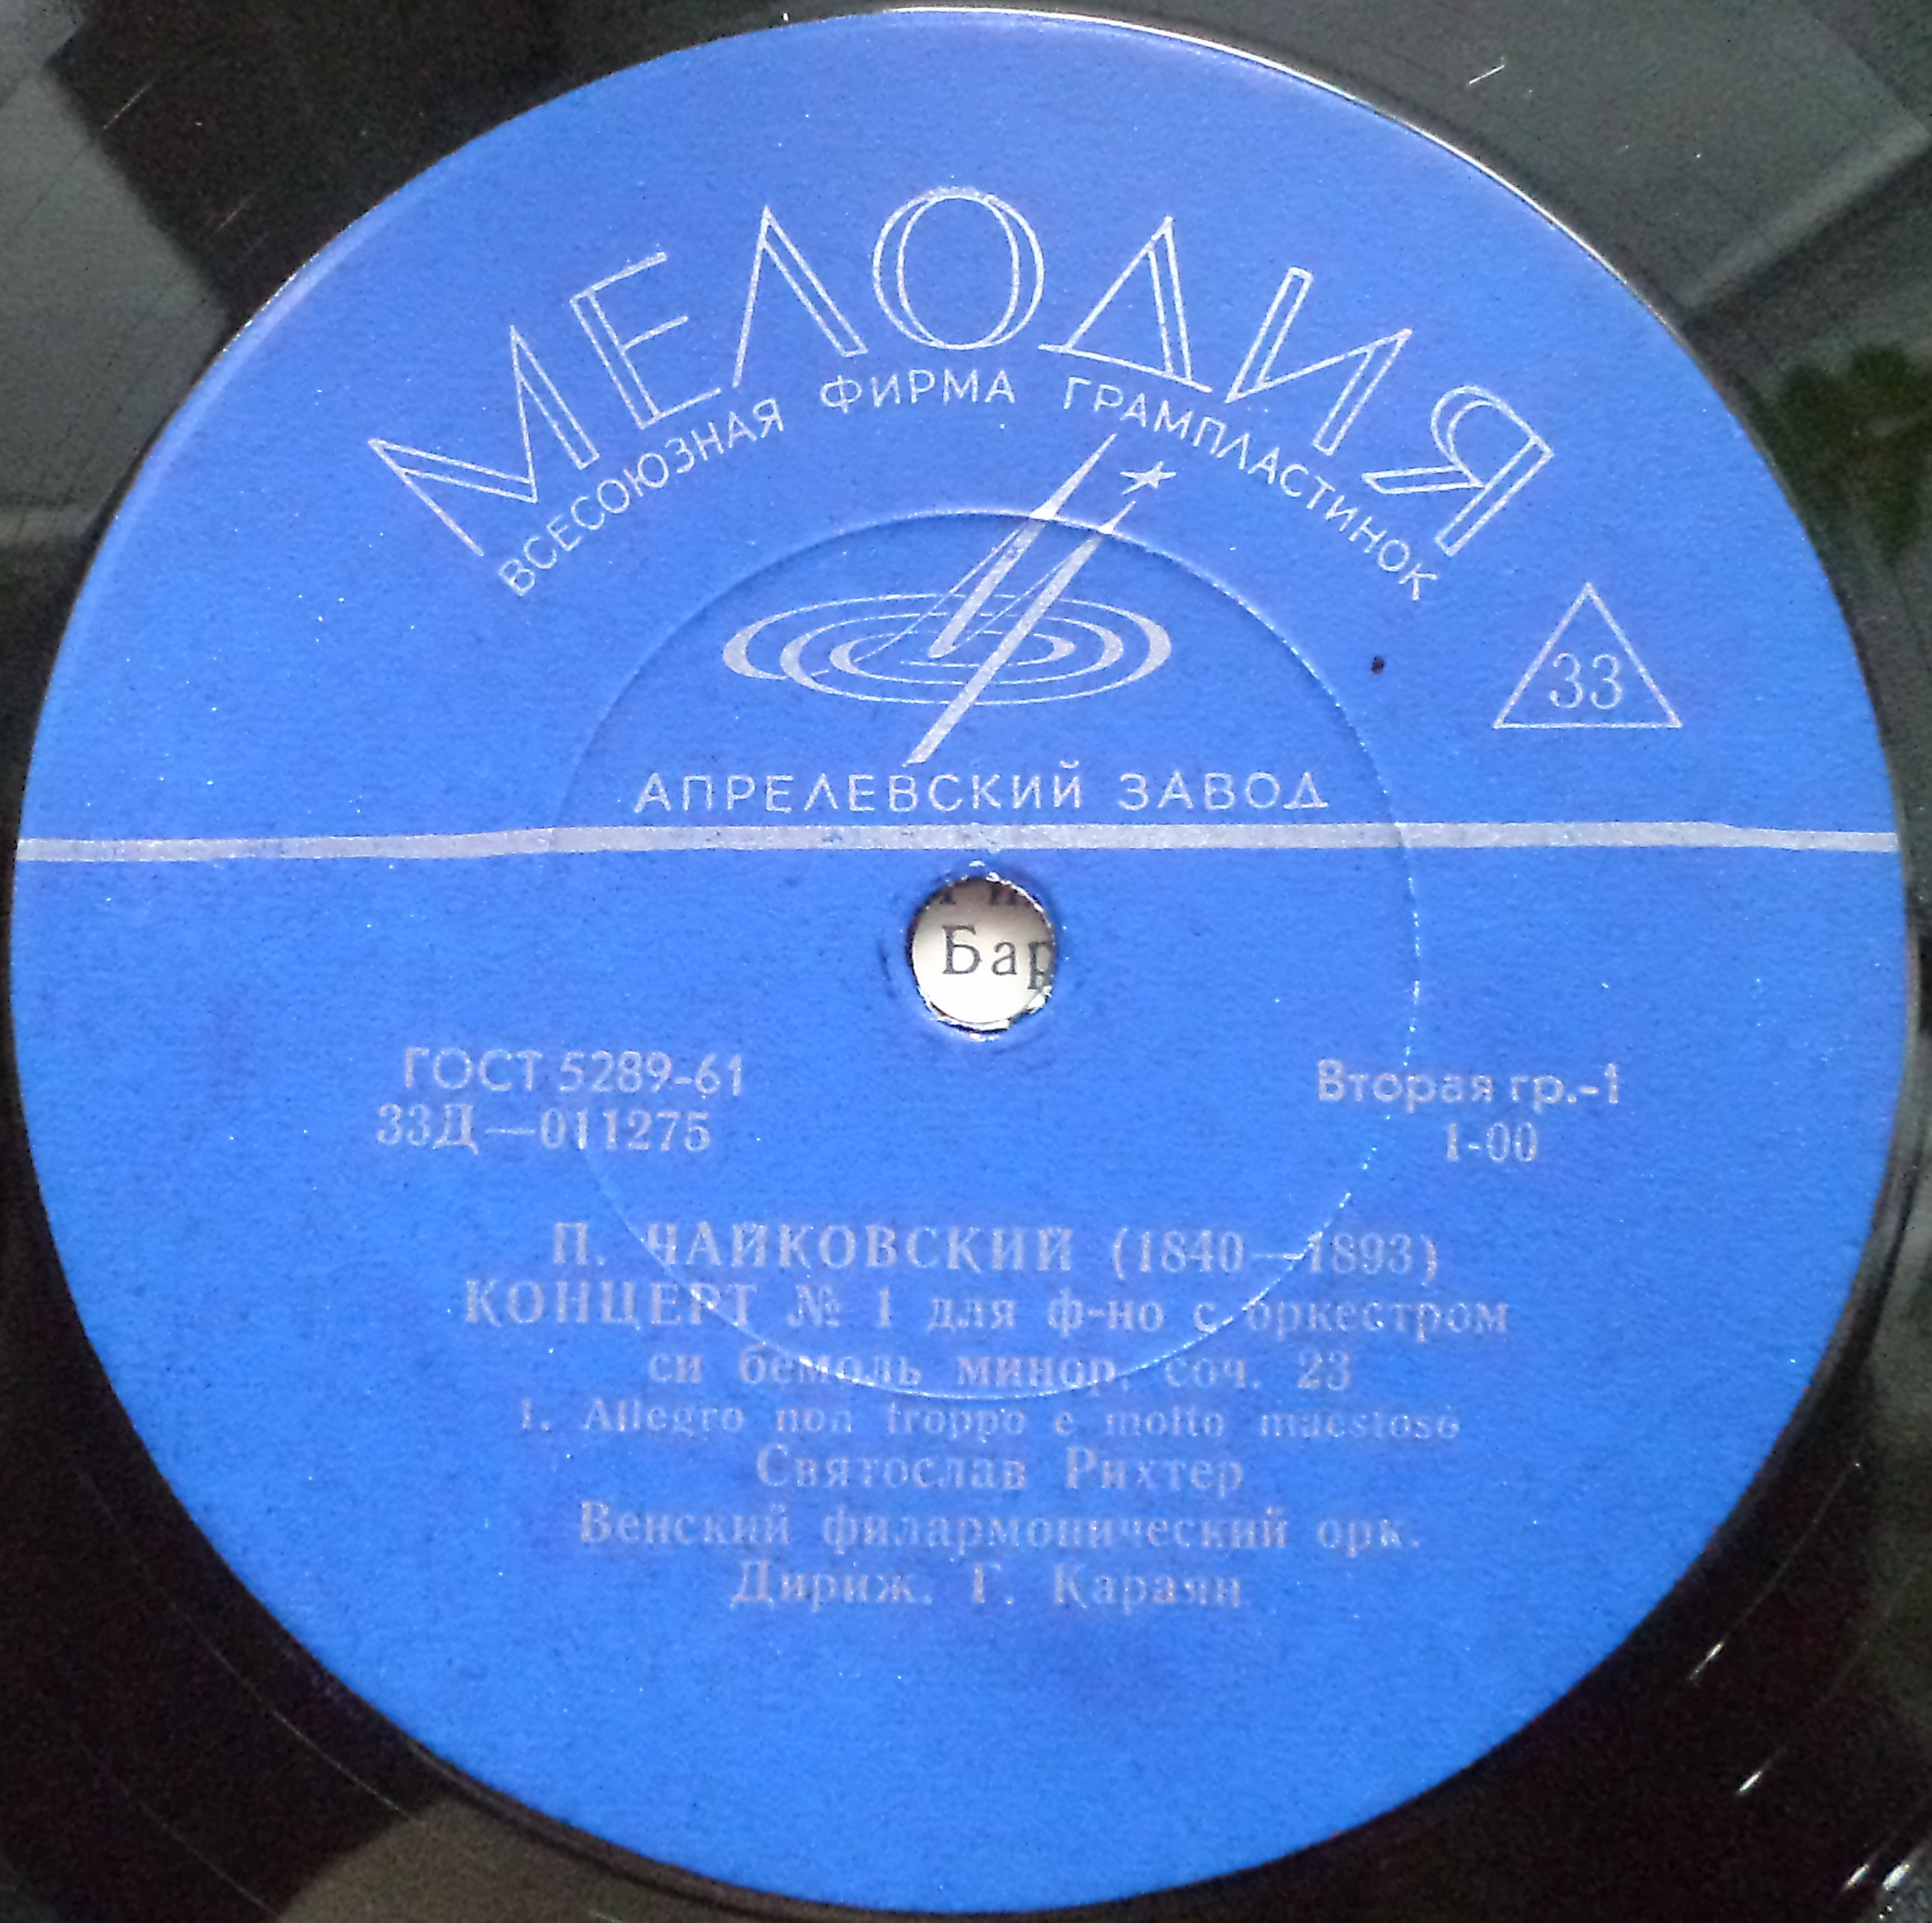 МЕЛОДИЯ
ВСЕСОЮЗНАЯ ФИРМА ГРАМПЛАСТИНОК
33
АПРЕЛЕВСКИЙ ЗАВОД
Бар
ГОСТ 5289-61
33Д—011275
Вторая гр.-1
1-00
П. ЧАЙКОВСКИЙ (1840—1893)
КОНЦЕРТ № 1 для ф-но с оркестром
си бемоль минор, соч. 23
1. Allegro non troppo e molto maestoso
Святослав Рихтер
Венский филармонический орк.
Дириж. Г. Караян